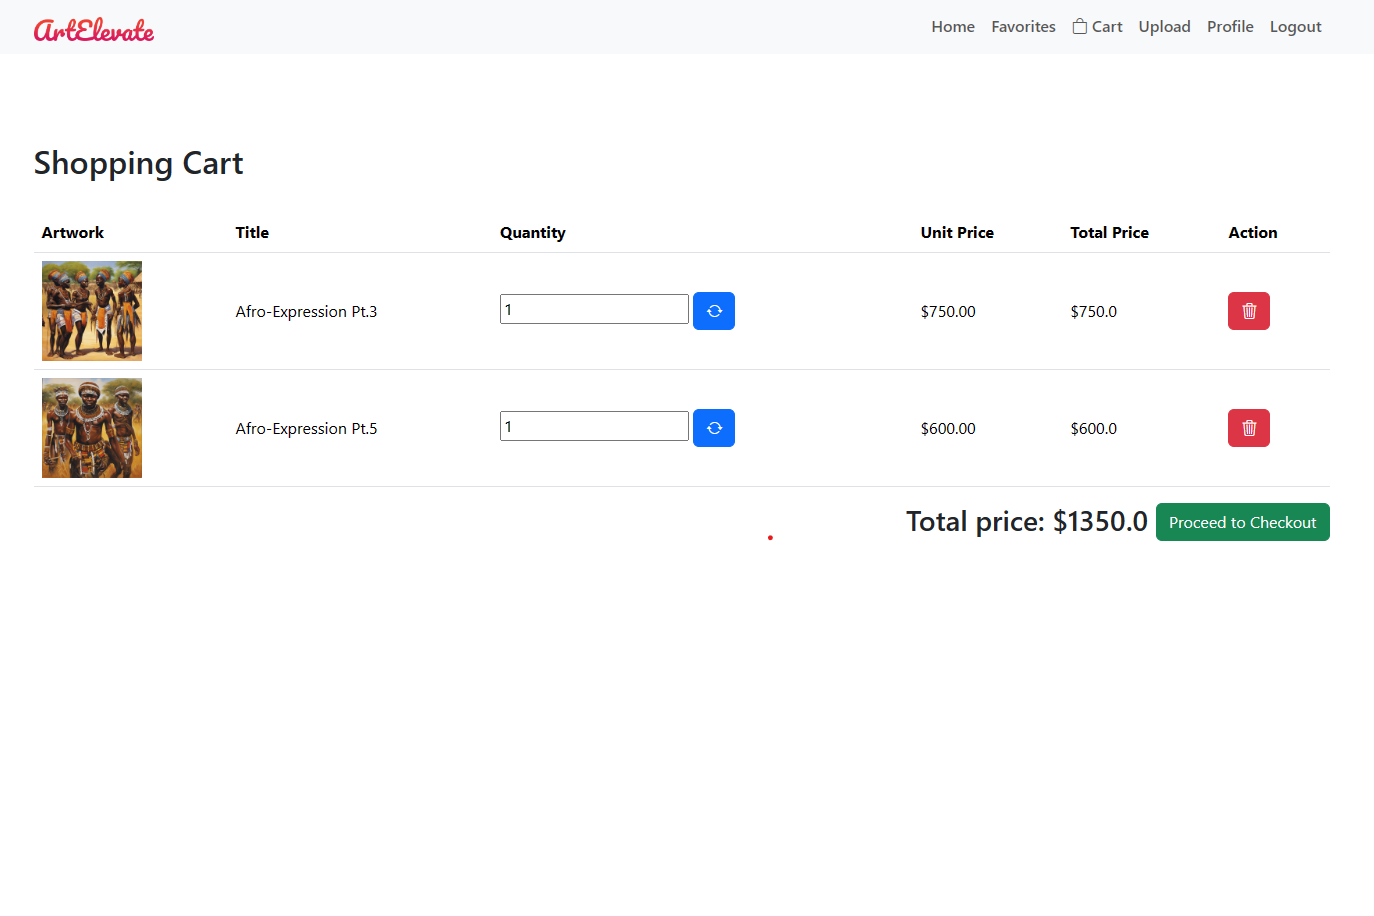 ArtElevate Home Favorites Cart Upload Profile Logout
Shopping Cart
Artwork Title Quantity Unit Price Total Price Action
Afro-Expression Pt.3 1 $750.00 $750.0
Afro-Expression Pt.5 1 $600.00 $600.0
Total price: $1350.0 Proceed to Checkout